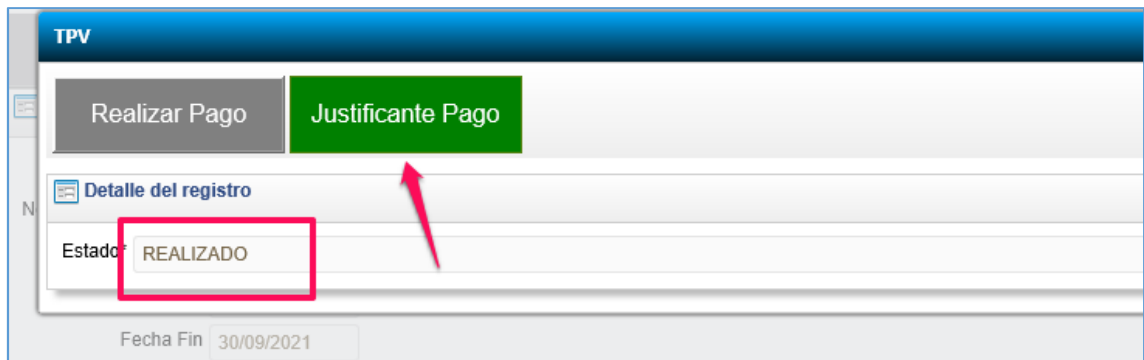 TPV
Realizar Pago
Justificante Pago
Detalle del registro
N
Estado* REALIZADO
Fecha Fin 30/09/2021